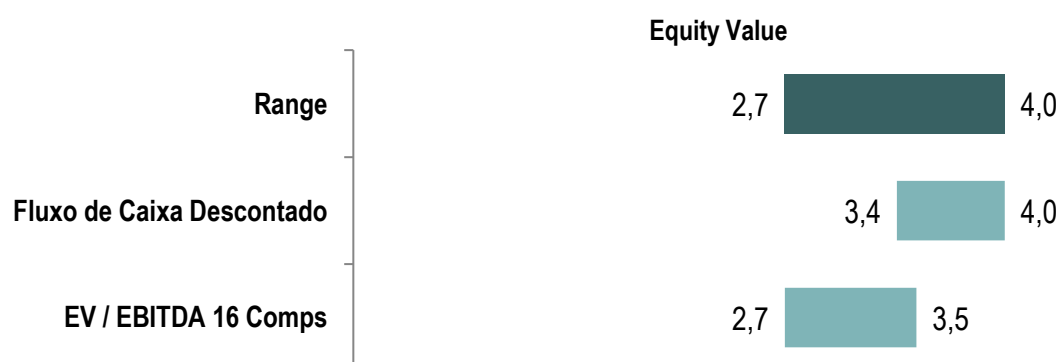 Equity Value
Range 2,7 4,0
Fluxo de Caixa Descontado 3,4 4,0
EV / EBITDA 16 Comps 2,7 3,5